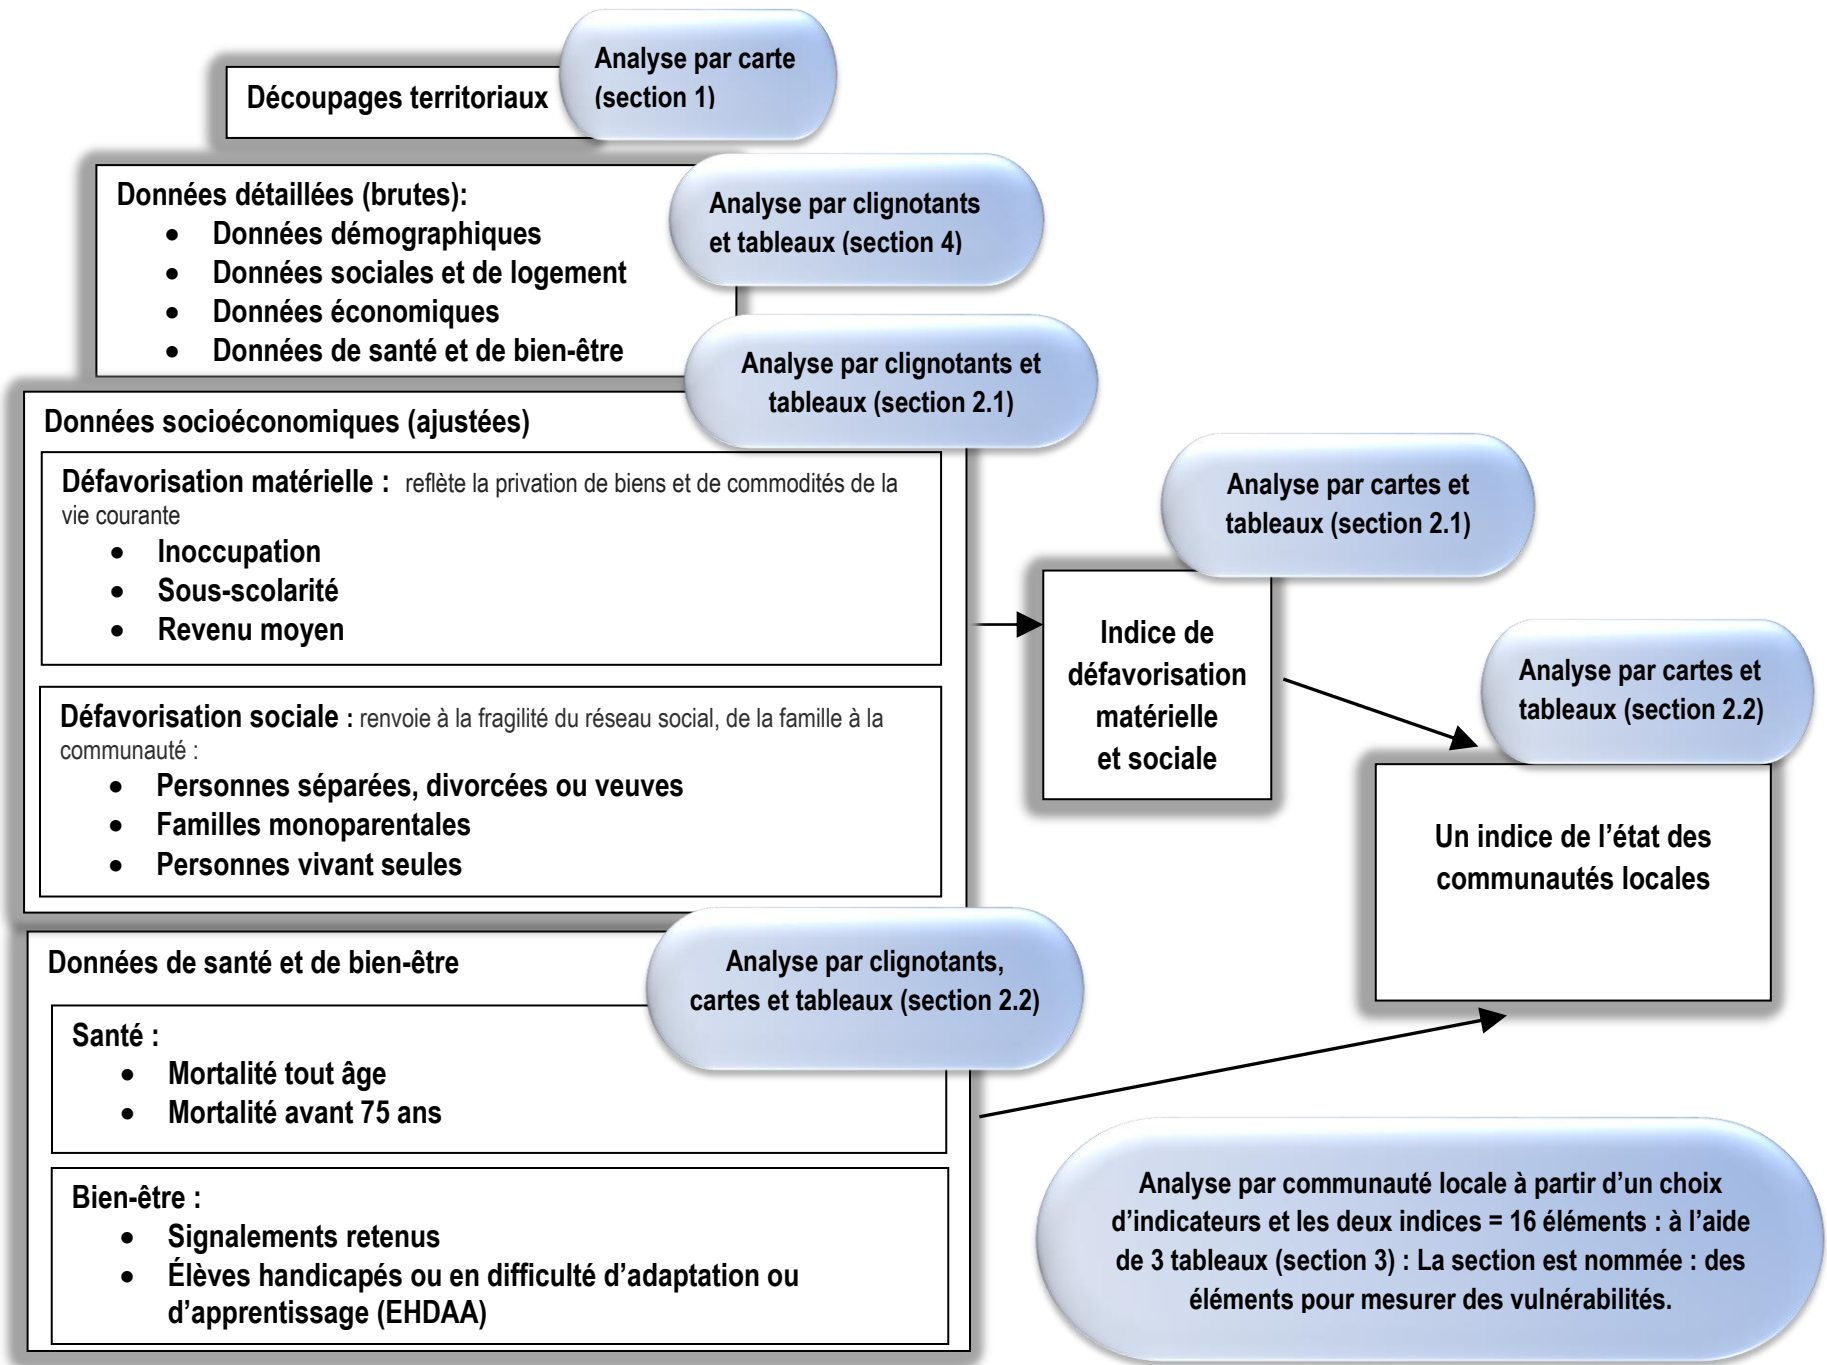 Analyse par carte
(section 1)
Découpages territoriaux
Données détaillées (brutes):
• Données démographiques
• Données sociales et de logement
• Données économiques
• Données de santé et de bien-être
Analyse par clignotants
et tableaux (section 4)
Analyse par clignotants et
tableaux (section 2.1)
Données socioéconomiques (ajustées)
Défavorisation matérielle : reflète la privation de biens et de commodités de la
vie courante
• Inoccupation
• Sous-scolarité
• Revenu moyen
Défavorisation sociale : renvoie à la fragilité du réseau social, de la famille à la
communauté :
• Personnes séparées, divorcées ou veuves
• Familles monoparentales
• Personnes vivant seules
Analyse par cartes et
tableaux (section 2.1)
Indice de
défavorisation
matérielle
et sociale
Analyse par cartes et
tableaux (section 2.2)
Un indice de l’état des
communautés locales
Données de santé et de bien-être
Analyse par clignotants,
cartes et tableaux (section 2.2)
Santé :
• Mortalité tout âge
• Mortalité avant 75 ans
Bien-être :
• Signalements retenus
• Élèves handicapés ou en difficulté d’adaptation ou
d’apprentissage (EHDAA)
Analyse par communauté locale à partir d’un choix
d’indicateurs et les deux indices = 16 éléments : à l’aide
de 3 tableaux (section 3) : La section est nommée : des
éléments pour mesurer des vulnérabilités.